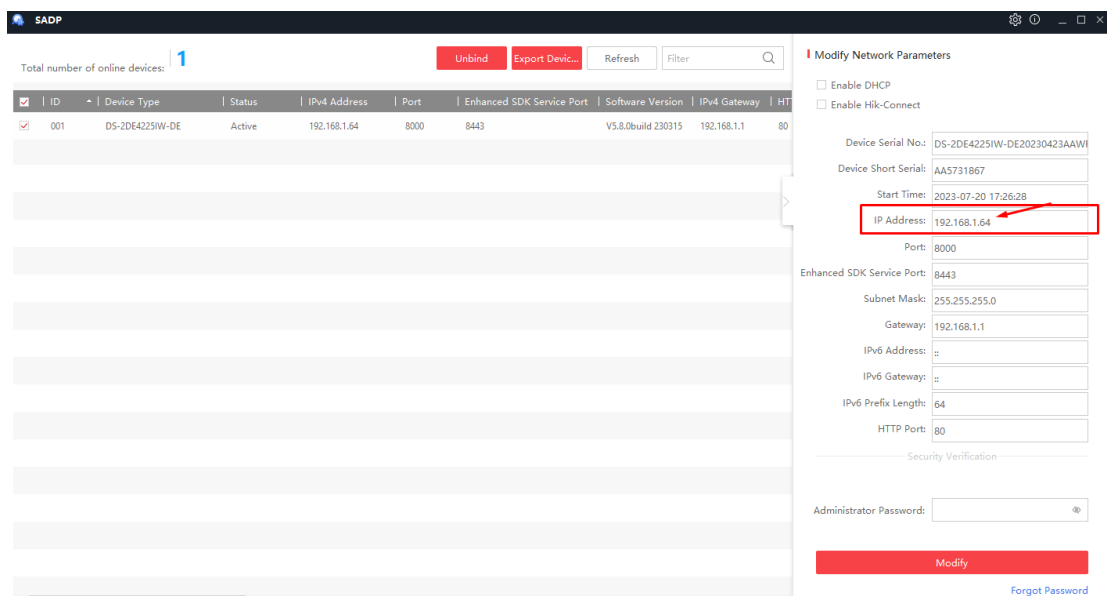 SADP
Total number of online devices: 1
Unbind
Export Devic...
Refresh
Filter
ID Device Type Status IPv4 Address Port Enhanced SDK Service Port Software Version IPv4 Gateway HT
001 DS-2DE4225IW-DE Active 192.168.1.64 8000 8443 V5.8.0build 230315 192.168.1.1 80
Modify Network Parameters
Enable DHCP
Enable Hik-Connect
Device Serial No.: DS-2DE4225IW-DE20230423AAW
Device Short Serial: AA5731867
Start Time: 2023-07-20 17:26:28
IP Address: 192.168.1.64
Port: 8000
Enhanced SDK Service Port: 8443
Subnet Mask: 255.255.255.0
Gateway: 192.168.1.1
IPv6 Address: ::
IPv6 Gateway: ::
IPv6 Prefix Length: 64
HTTP Port: 80
Security Verification
Administrator Password:
Modify
Forgot Password